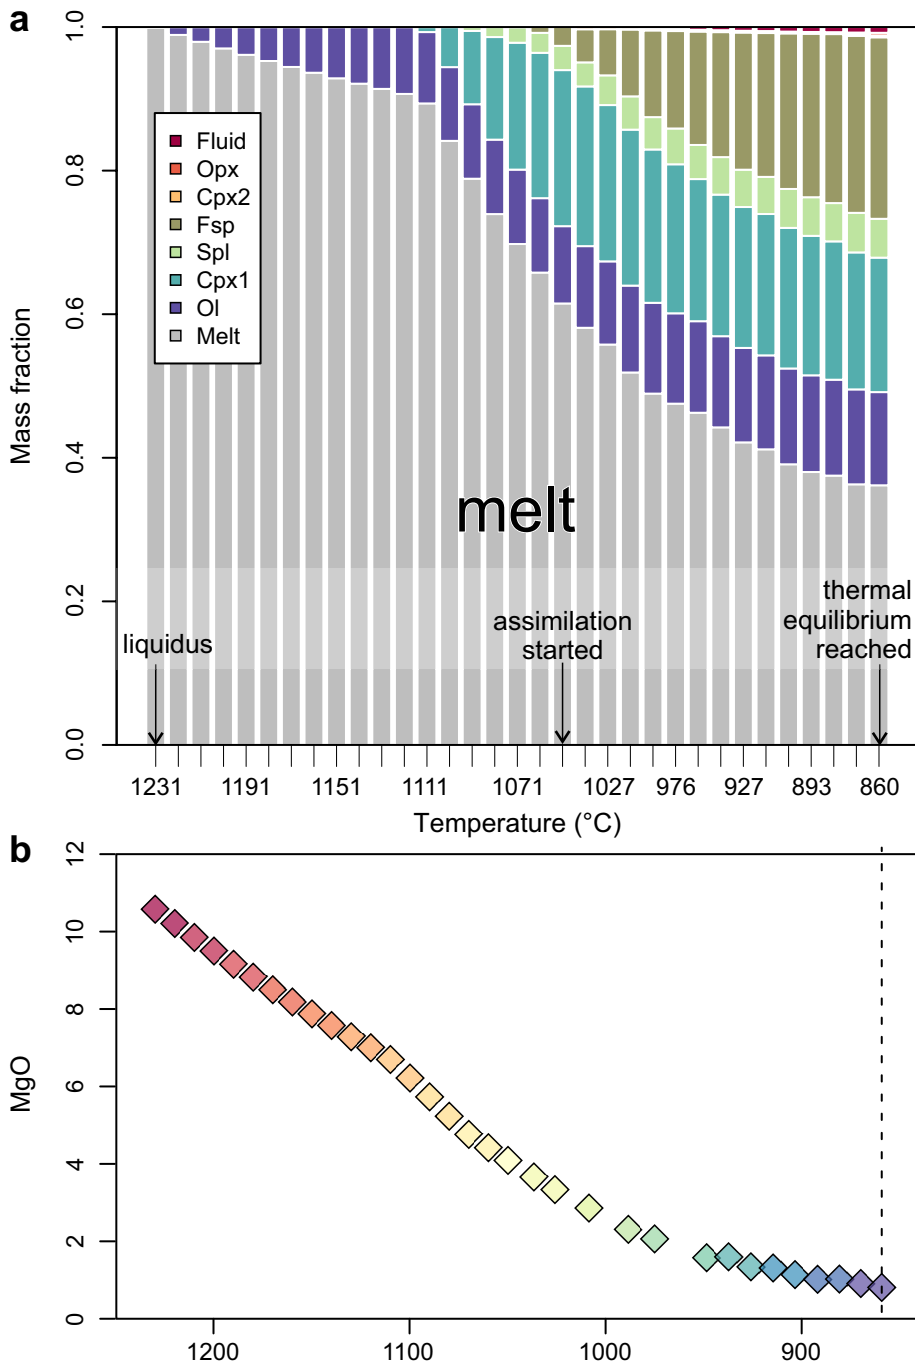 a
1.0
0.8
0.6
0.4
0.2
0.0
Mass fraction
Fluid
Opx
Cpx2
Fsp
Spl
Cpx1
Ol
Melt
melt
liquidus
assimilation
started
thermal
equilibrium
reached
1231 1191 1151 1111 1071 1027 976 927 893 860
Temperature (°C)
b
12
10
8
6
4
2
0
MgO
1200 1100 1000 900